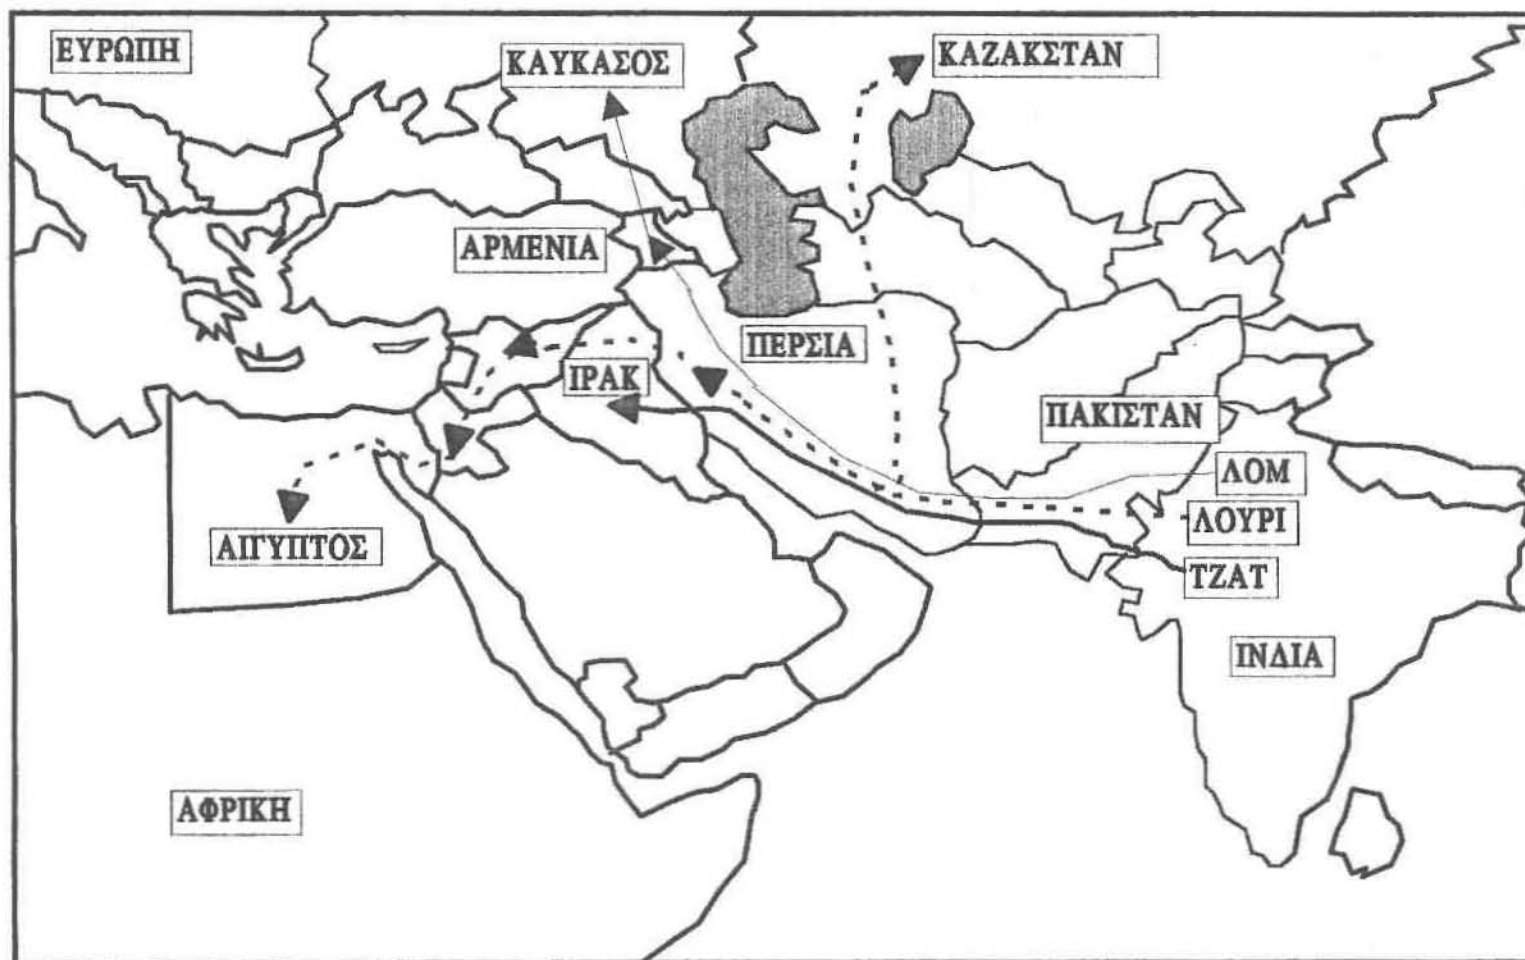 ΕΥΡΩΠΗ
ΚΑΥΚΑΣΟΣ
ΚΑΖΑΚΣΤΑΝ
ΑΡΜΕΝΙΑ
ΠΕΡΣΙΑ
ΙΡΑΚ
ΠΑΚΙΣΤΑΝ
ΛΟΜ
ΛΟΥΡΙ
ΑΙΓΥΠΤΟΣ
ΤΖΑΤ
ΙΝΔΙΑ
ΑΦΡΙΚΗ